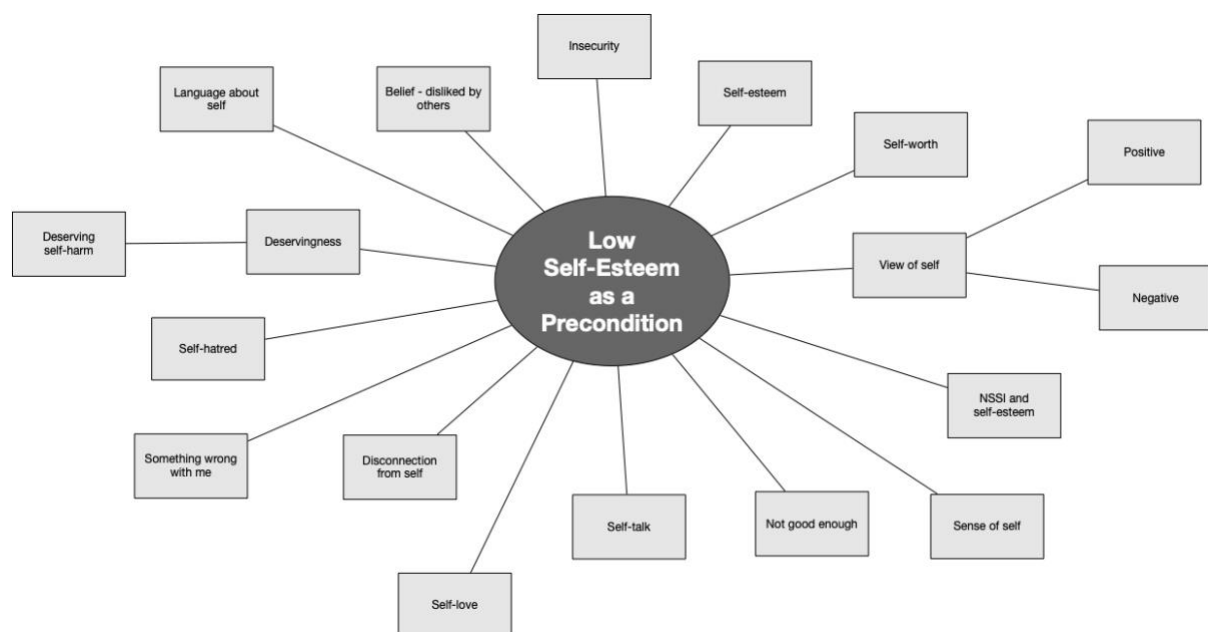 Insecurity
Language about
self
Belief - disliked by
others
Self-esteem
Self-worth
Positive
Deserving
self-harm
Deservingness
Low
Self-Esteem
as a
Precondition
View of self
Negative
Self-hatred
NSSI and
self-esteem
Something wrong
with me
Disconnection
from self
Self-talk
Not good enough
Sense of self
Self-love